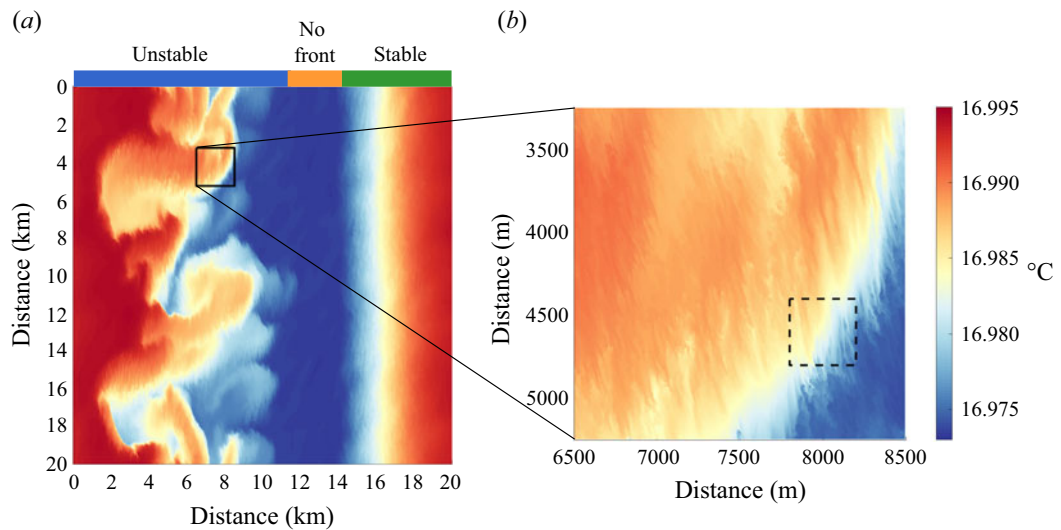 (a)
Unstable
No
front
Stable
0
2
4
6
8
10
12
14
16
18
20
Distance (km)
0 2 4 6 8 10 12 14 16 18 20
Distance (km)
(b)
3500
4000
4500
5000
Distance (m)
6500 7000 7500 8000 8500
Distance (m)
16.995
16.990
16.985
16.980
16.975
°C